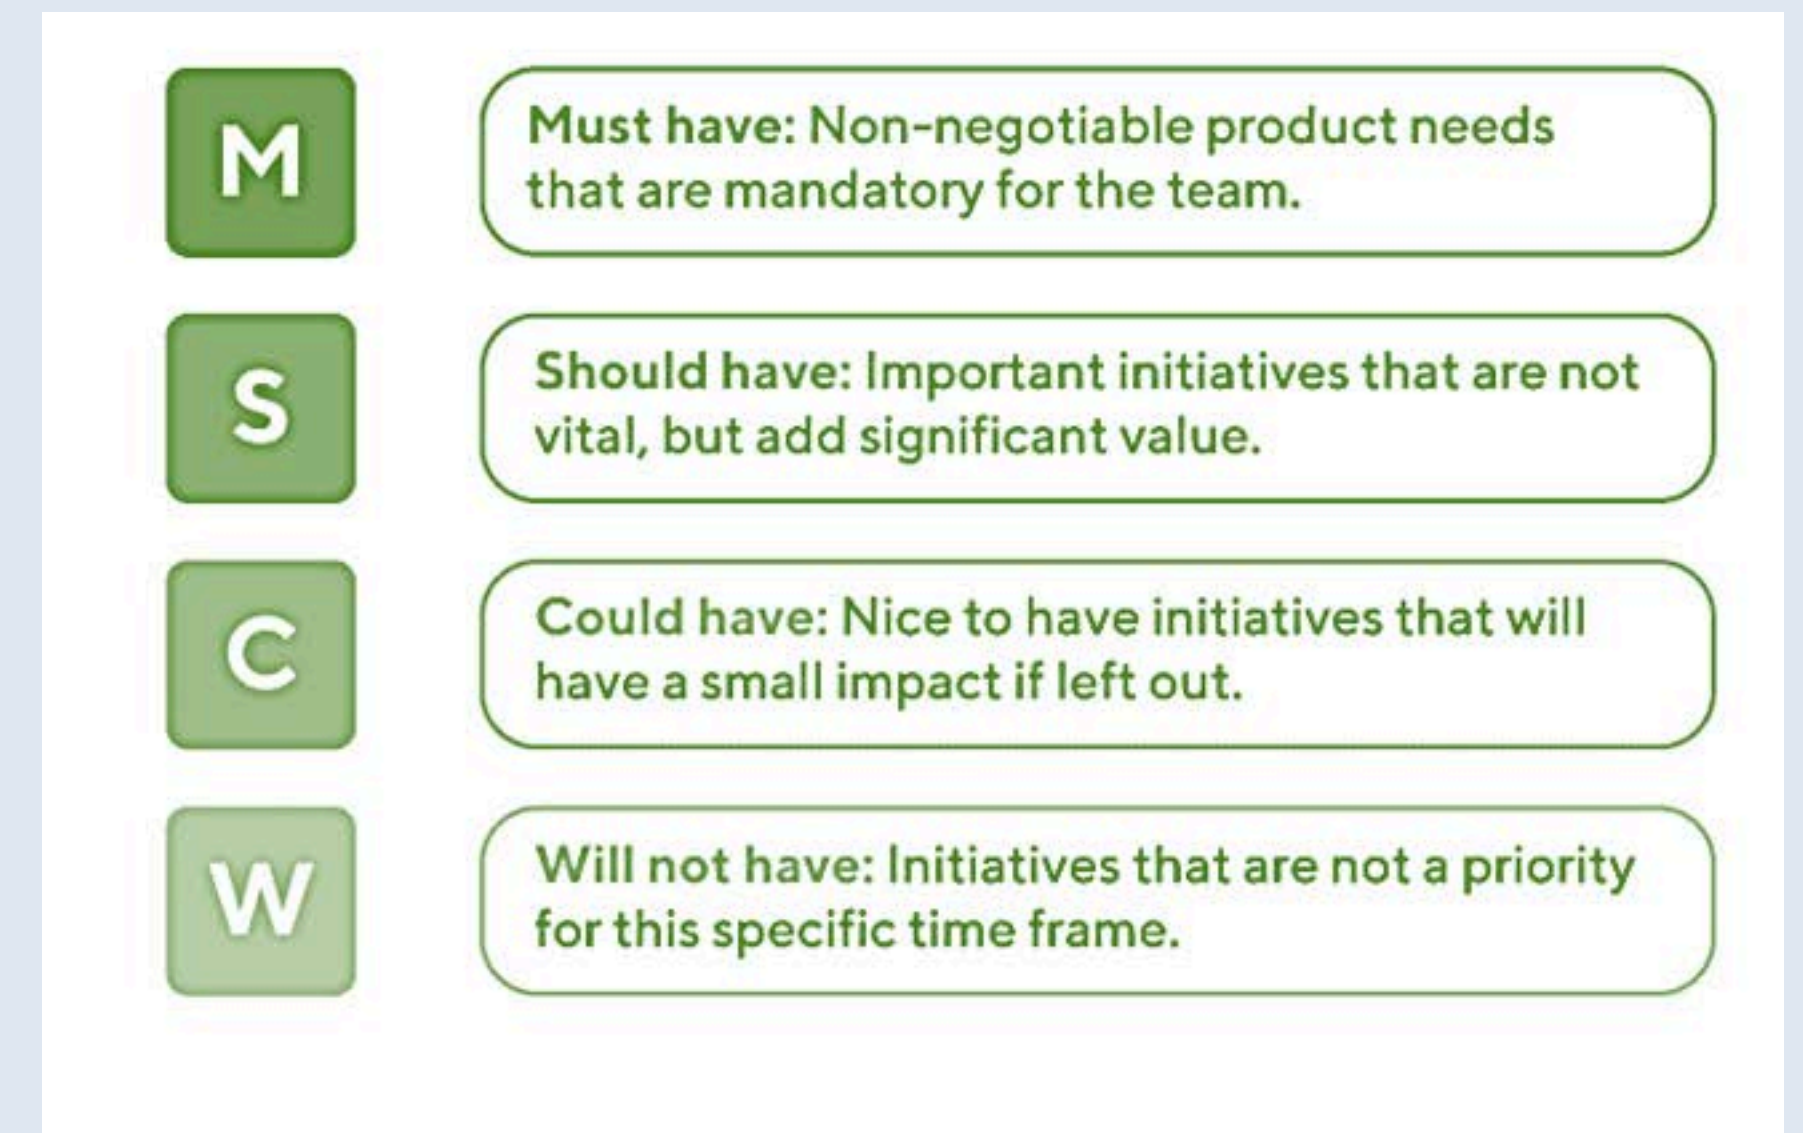 M
Must have: Non-negotiable product needs
that are mandatory for the team.
S
Should have: Important initiatives that are not
vital, but add significant value.
C
Could have: Nice to have initiatives that will
have a small impact if left out.
W
Will not have: Initiatives that are not a priority
for this specific time frame.